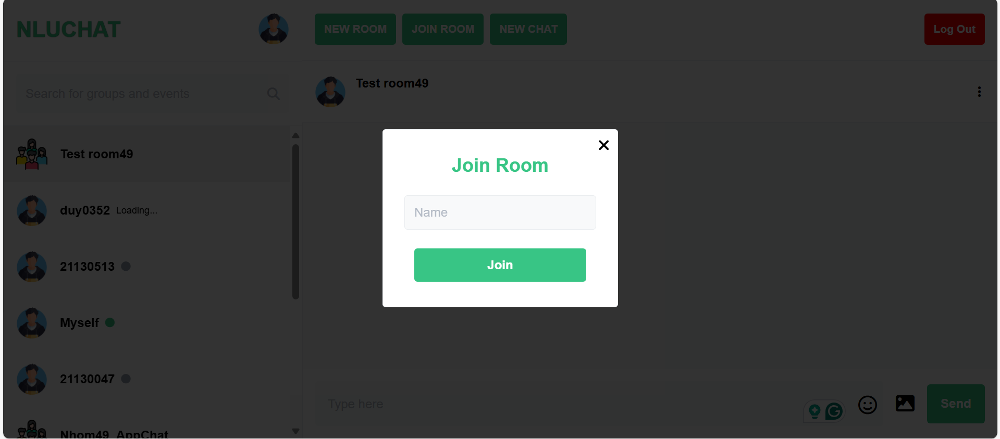 NLUCHAT
NEW ROOM
JOIN ROOM
NEW CHAT
Log Out
Search for groups and events
Test room49
Test room49
duy0352 Loading...
21130513
Myself
21130047
Nhom49_AppChat
Join Room
Name
Join
Type here
Send